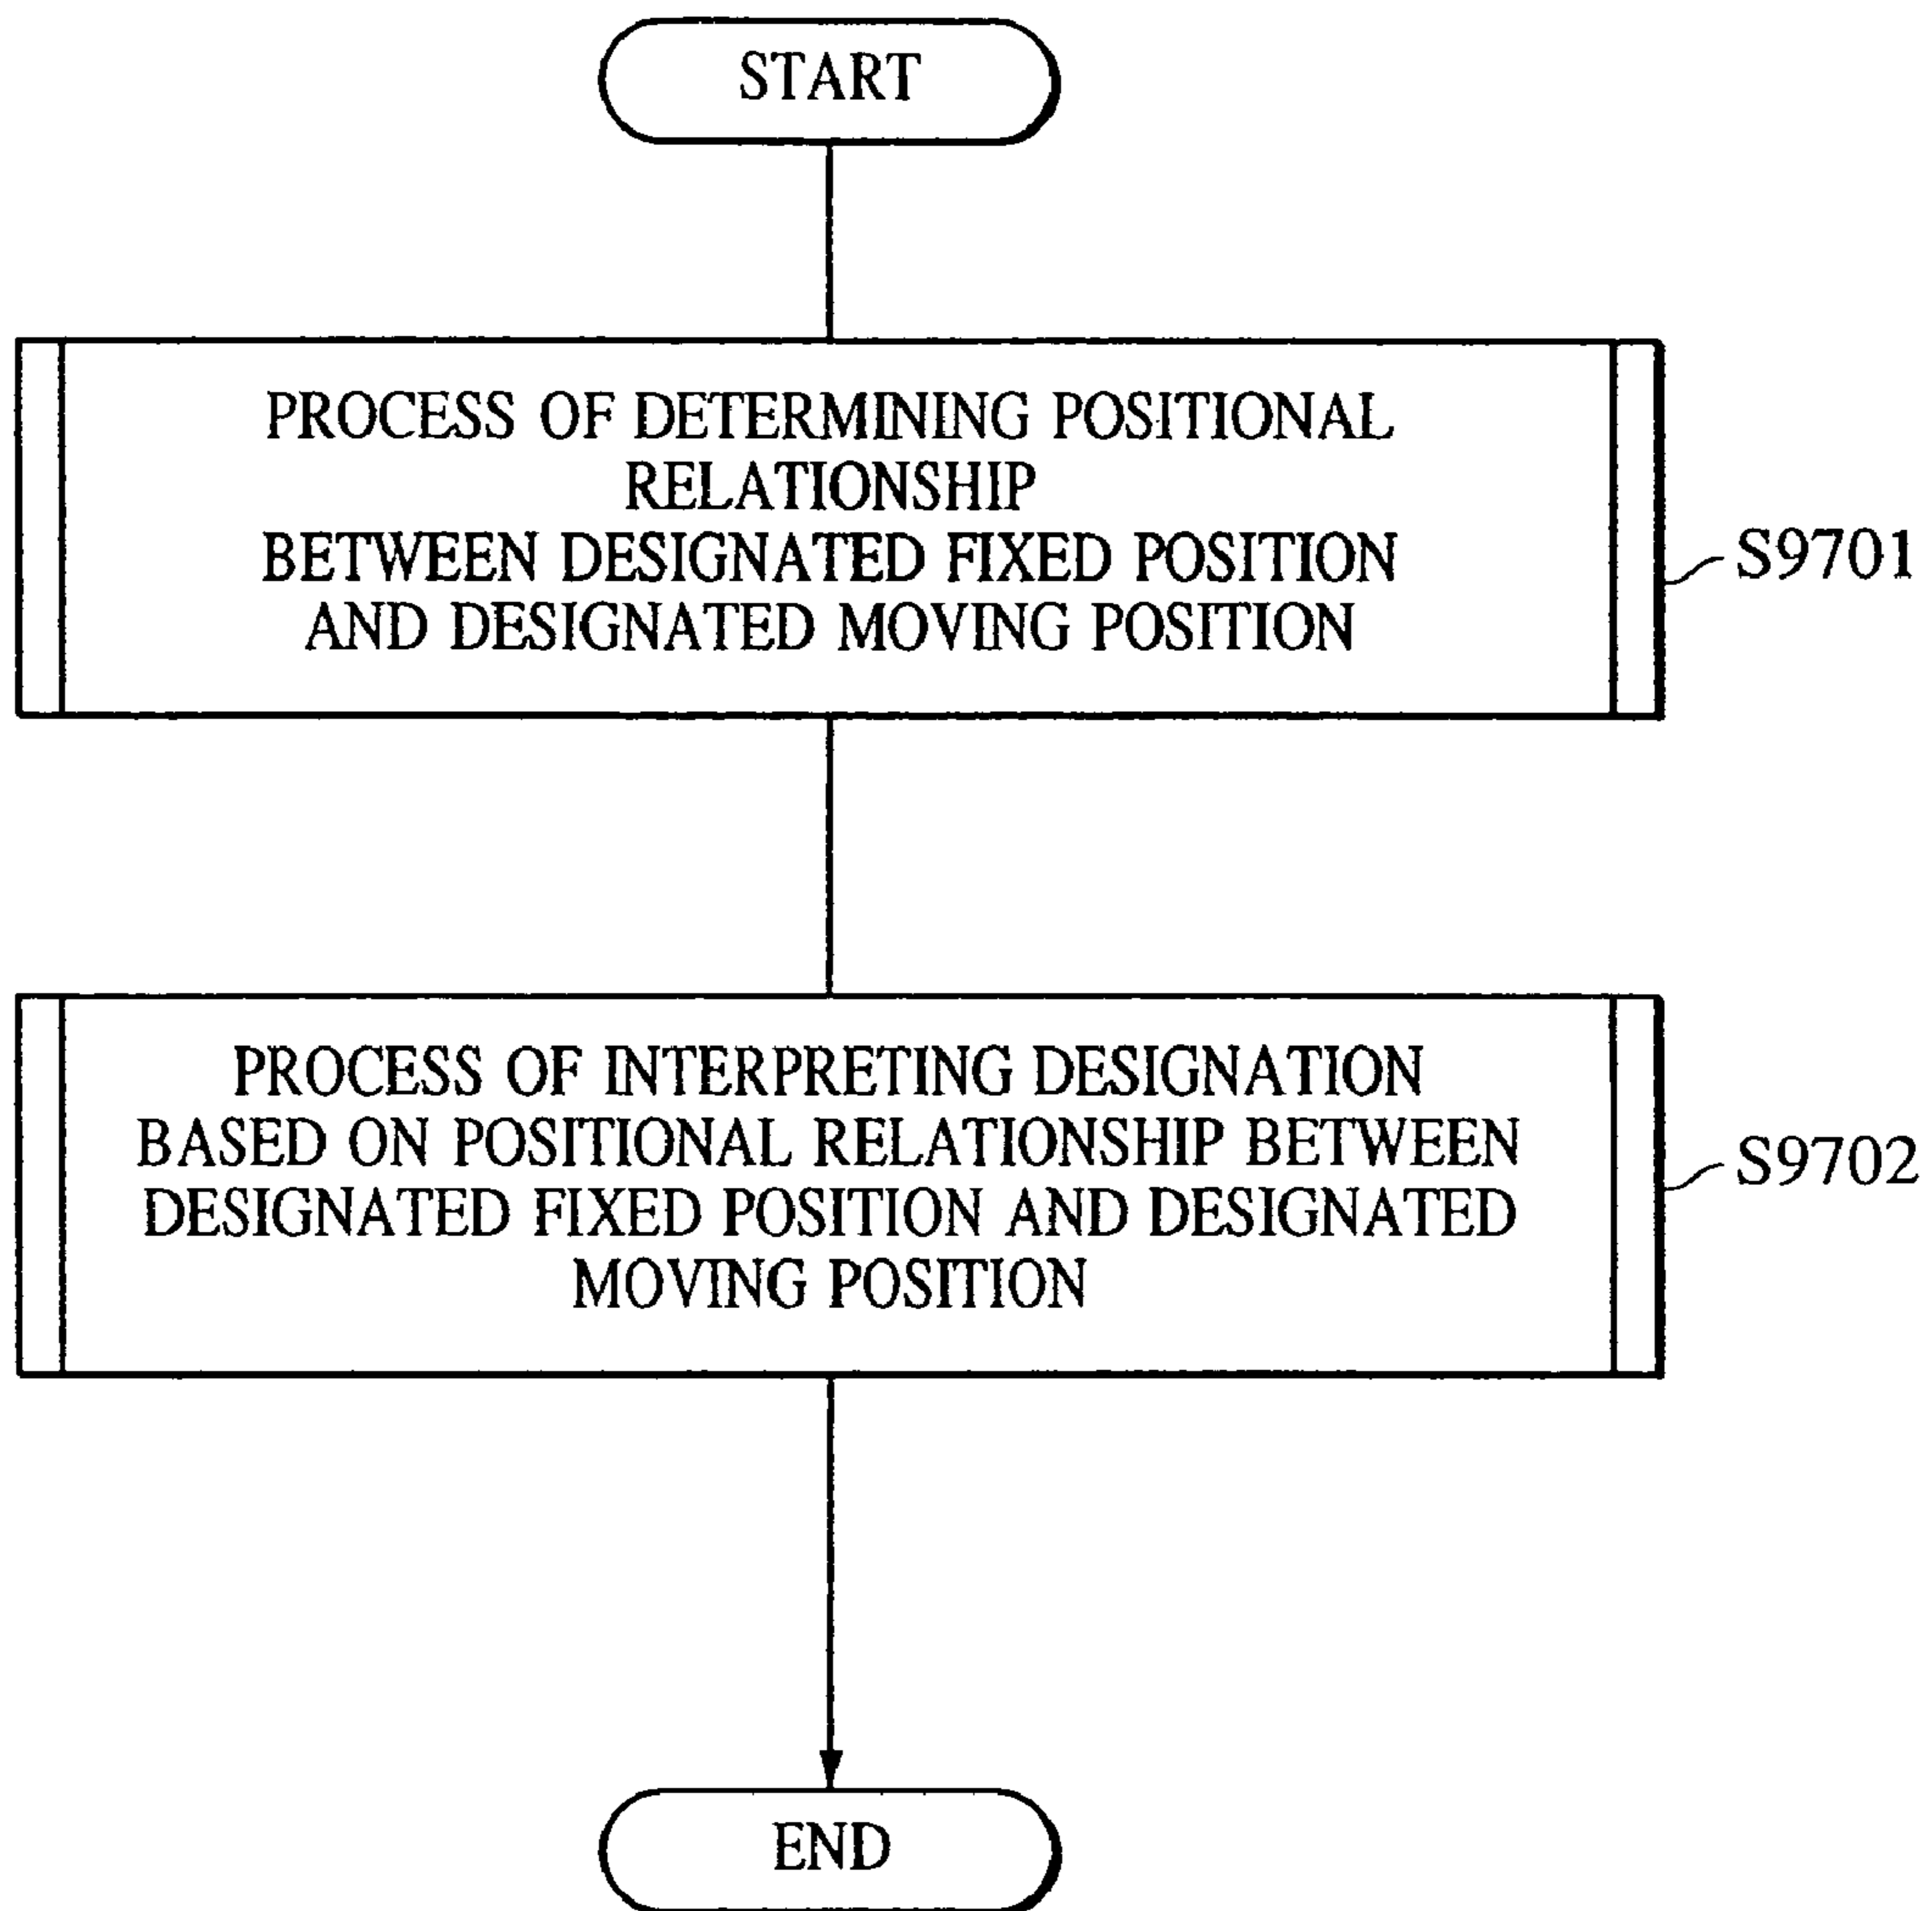 START
PROCESS OF DETERMINING POSITIONAL
RELATIONSHIP
BETWEEN DESIGNATED FIXED POSITION
AND DESIGNATED MOVING POSITION
S9701
PROCESS OF INTERPRETING DESIGNATION
BASED ON POSITIONAL RELATIONSHIP BETWEEN
DESIGNATED FIXED POSITION AND DESIGNATED
MOVING POSITION
S9702
END